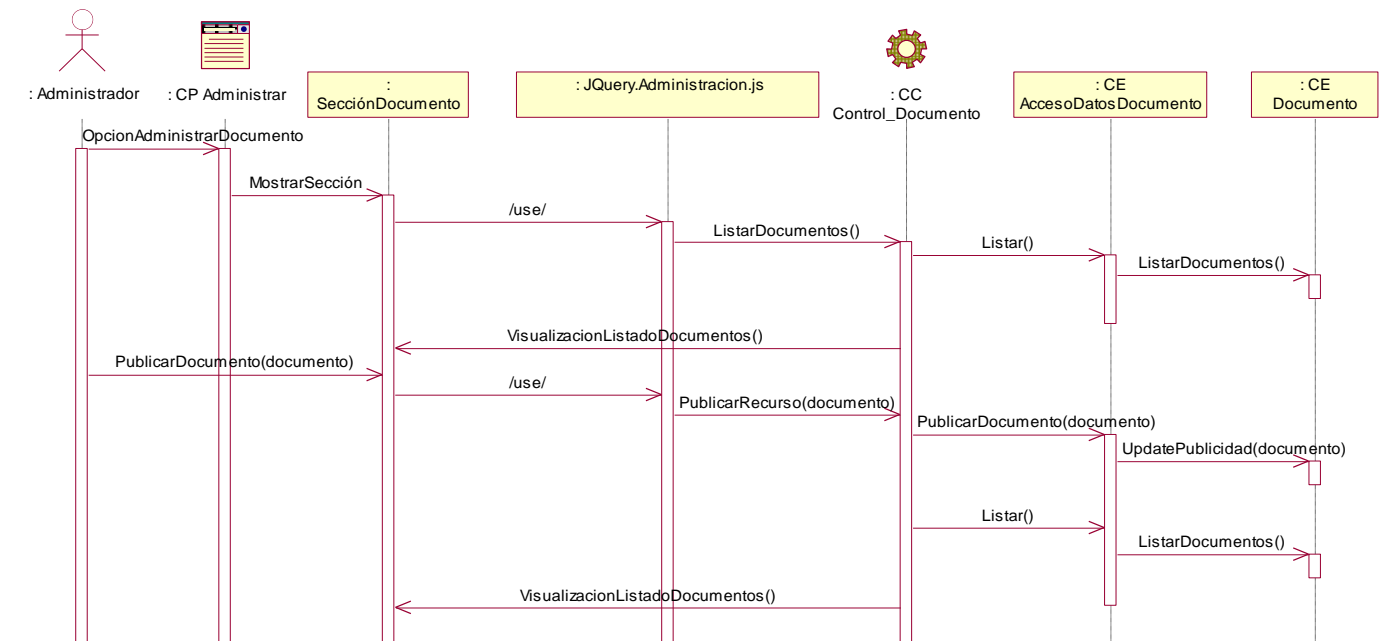 : Administrador
: CP Administrar
:
SecciónDocumento
: JQuery.Administracion.js
: CC
Control_Documento
: CE
AccesoDatosDocumento
: CE
Documento
OpcionAdministrarDocumento
MostrarSección
/use/
ListarDocumentos()
Listar()
ListarDocumentos()
VisualizacionListadoDocumentos()
PublicarDocumento(documento)
/use/
PublicarRecurso(documento)
PublicarDocumento(documento)
UpdatePublicidad(documento)
Listar()
ListarDocumentos()
VisualizacionListadoDocumentos()